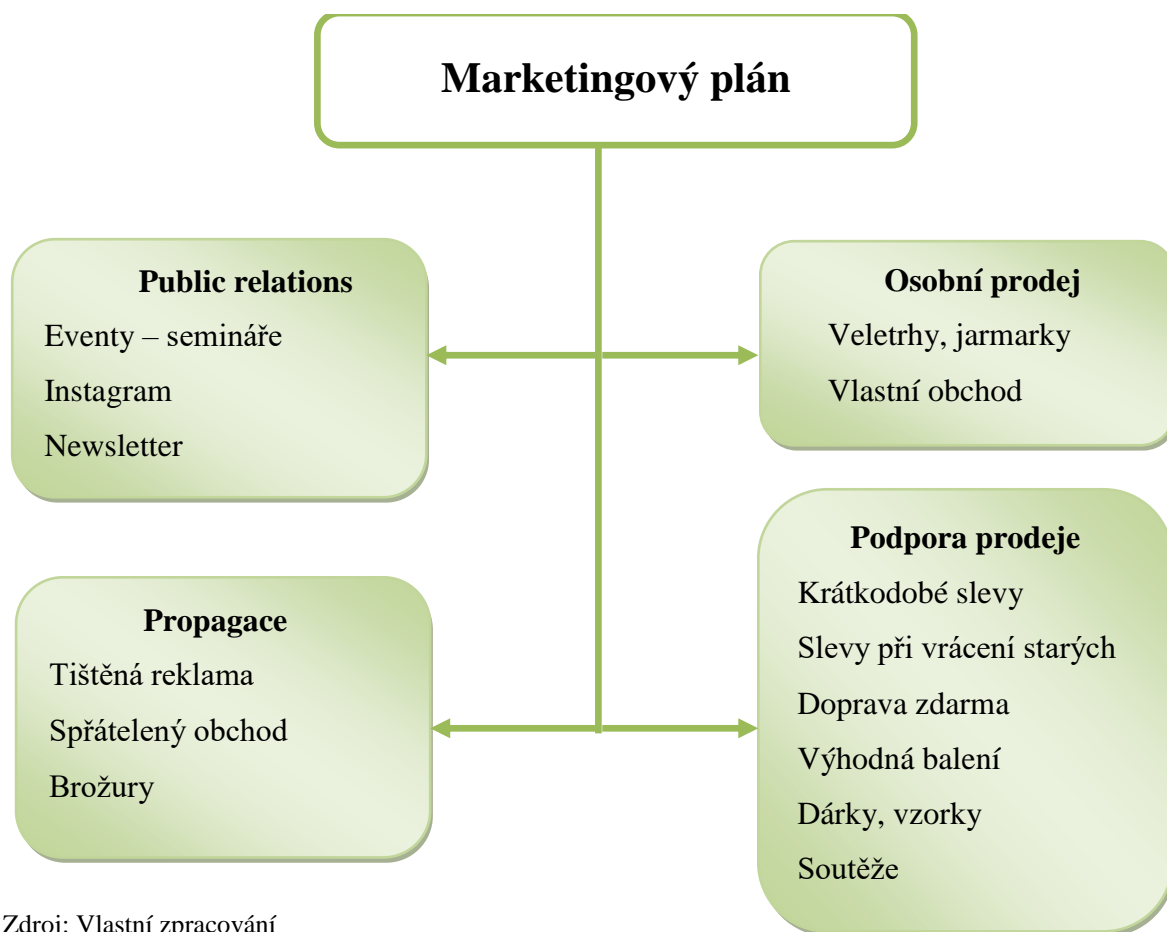 Marketingový plán
Public relations
Eventy – semináře
Instagram
Newsletter
Osobní prodej
Veletrhy, jarmarky
Vlastní obchod
Propagace
Tištěná reklama
Spřátelený obchod
Brožury
Podpora prodeje
Krátkodobé slevy
Slevy při vrácení starých
Doprava zdarma
Výhodná balení
Dárky, vzorky
Soutěže
Zdroj: Vlastní zpracování